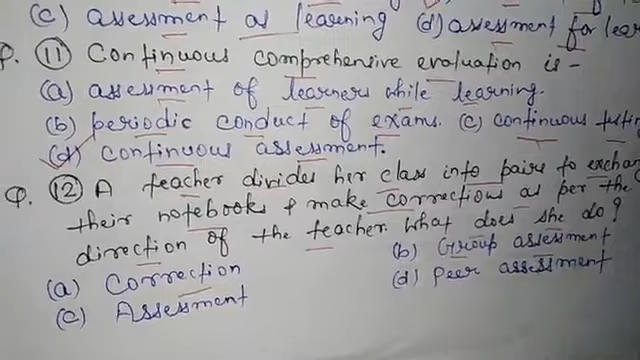 (c) assessment as learning (d) assessment for lear
Q. (11) Continuous comprehensive evaluation is -
(a) assessment of learners while learning.
(b) periodic conduct of exams. (c) continuous testin
(d) continuous assessment.
Q. (12) A teacher divides her class into pairs to exchan
their notebooks & make corrections as per the
direction of the teacher what does she do?
(a) Correction (b) Group assessment
(c) Assessment (d) Peer assessment